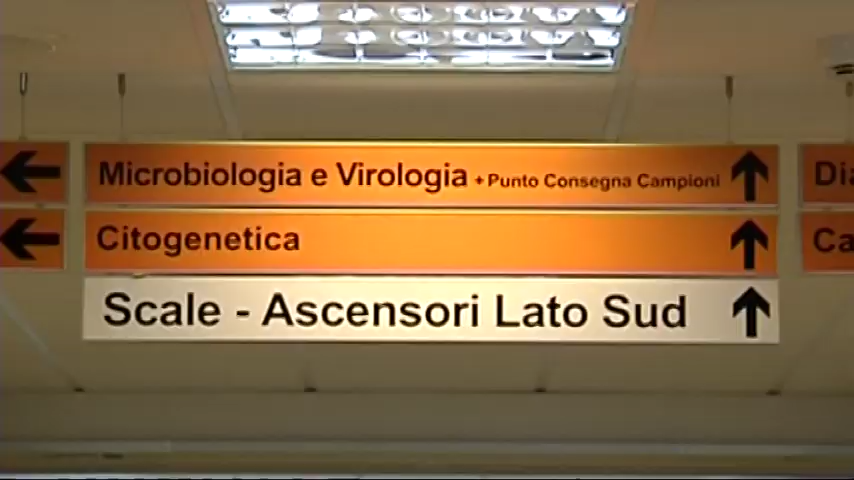 Microbiologia e Virologia + Punto Consegna Campioni
Citogenetica
Scale - Ascensori Lato Sud